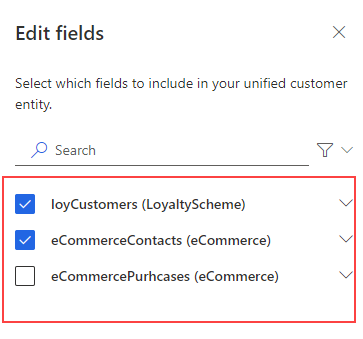 Edit fields
Select which fields to include in your unified customer
entity.
Search
loyCustomers (LoyaltyScheme)
eCommerceContacts (eCommerce)
eCommercePurhcases (eCommerce)